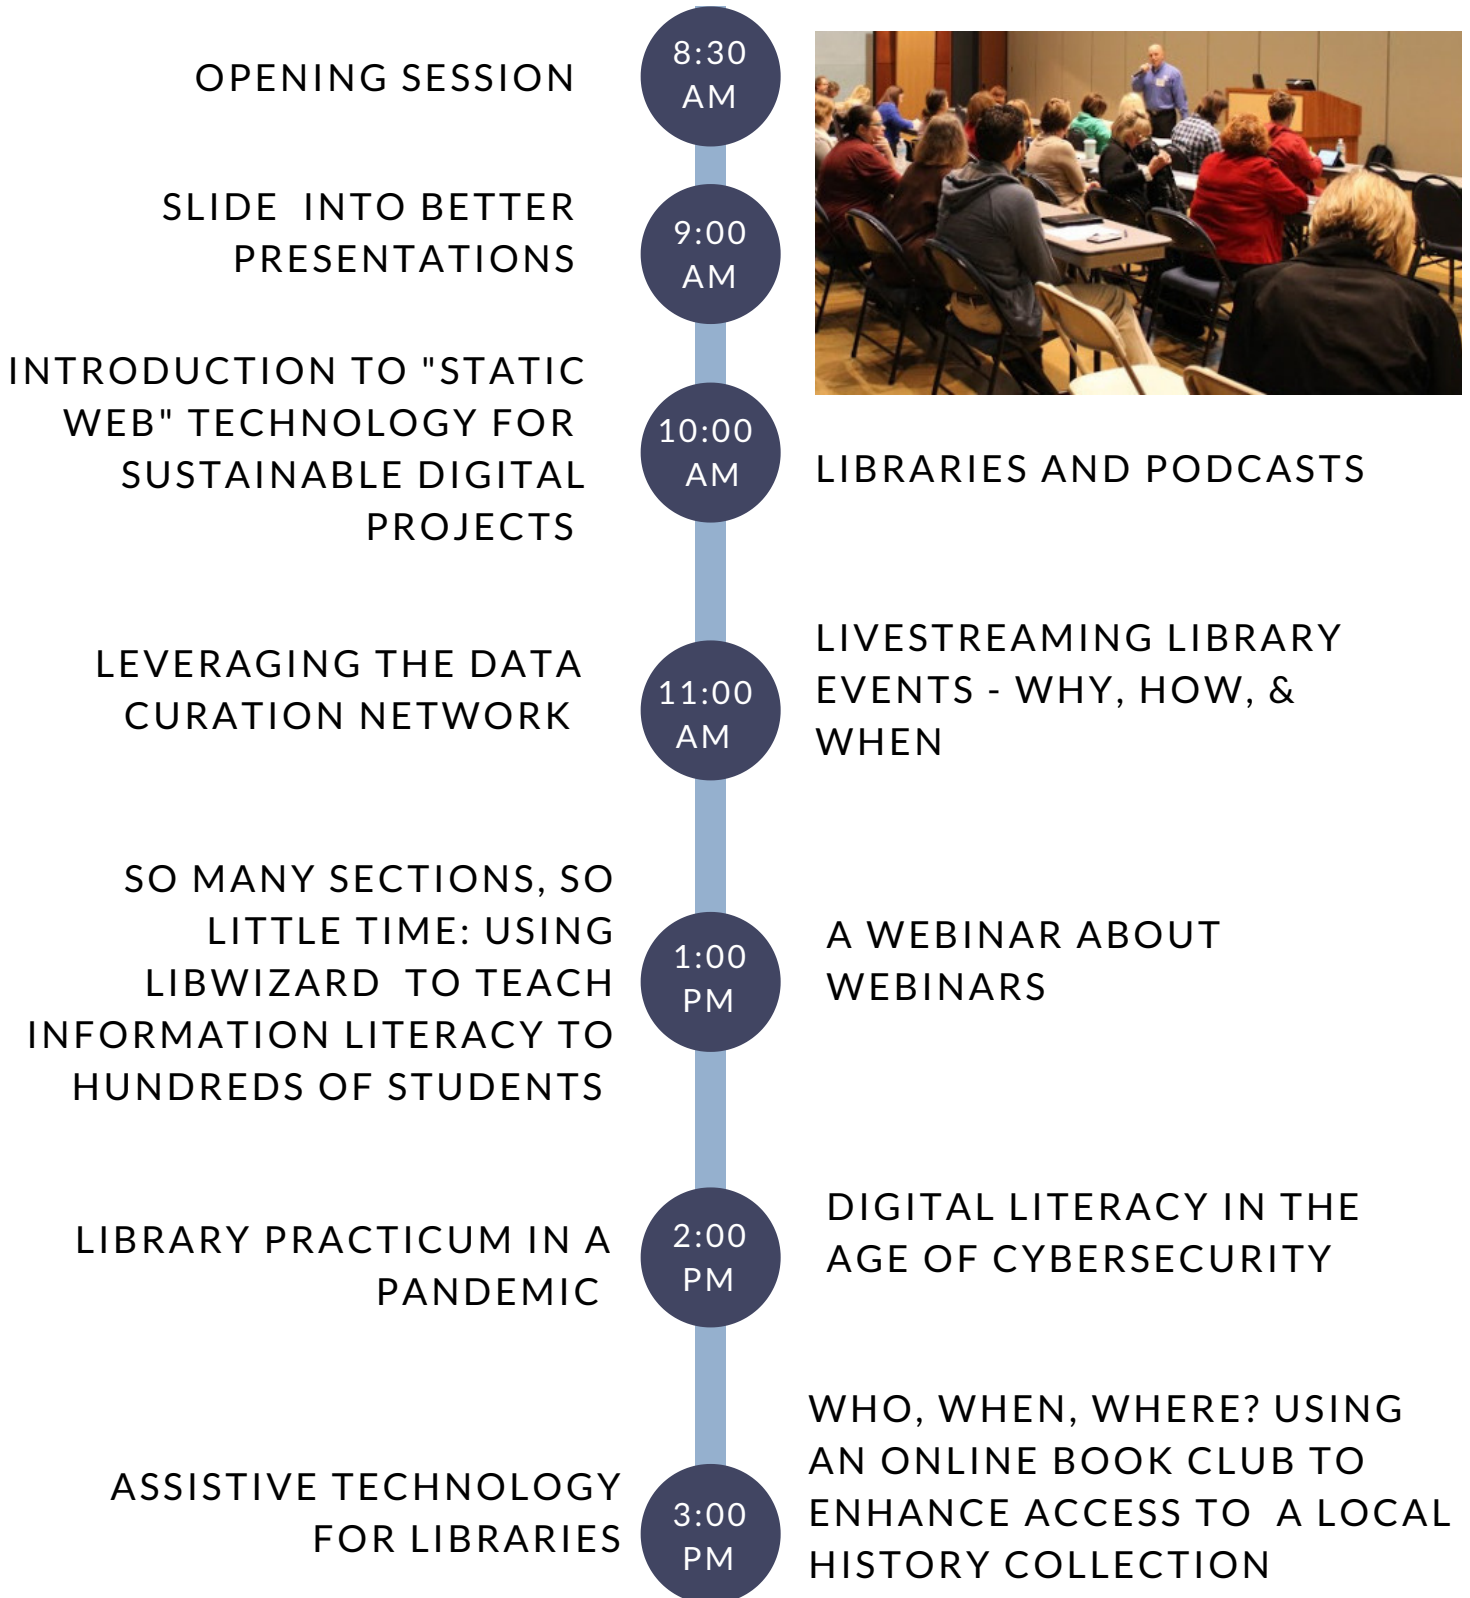 OPENING SESSION
8:30
AM
SLIDE INTO BETTER
PRESENTATIONS
9:00
AM
INTRODUCTION TO "STATIC
WEB" TECHNOLOGY FOR
SUSTAINABLE DIGITAL
PROJECTS
10:00
AM
LIBRARIES AND PODCASTS
LEVERAGING THE DATA
CURATION NETWORK
11:00
AM
LIVESTREAMING LIBRARY
EVENTS - WHY, HOW, &
WHEN
SO MANY SECTIONS, SO
LITTLE TIME: USING
LIBWIZARD TO TEACH
INFORMATION LITERACY TO
HUNDREDS OF STUDENTS
1:00
PM
A WEBINAR ABOUT
WEBINARS
LIBRARY PRACTICUM IN A
PANDEMIC
2:00
PM
DIGITAL LITERACY IN THE
AGE OF CYBERSECURITY
ASSISTIVE TECHNOLOGY
FOR LIBRARIES
3:00
PM
WHO, WHEN, WHERE? USING
AN ONLINE BOOK CLUB TO
ENHANCE ACCESS TO A LOCAL
HISTORY COLLECTION